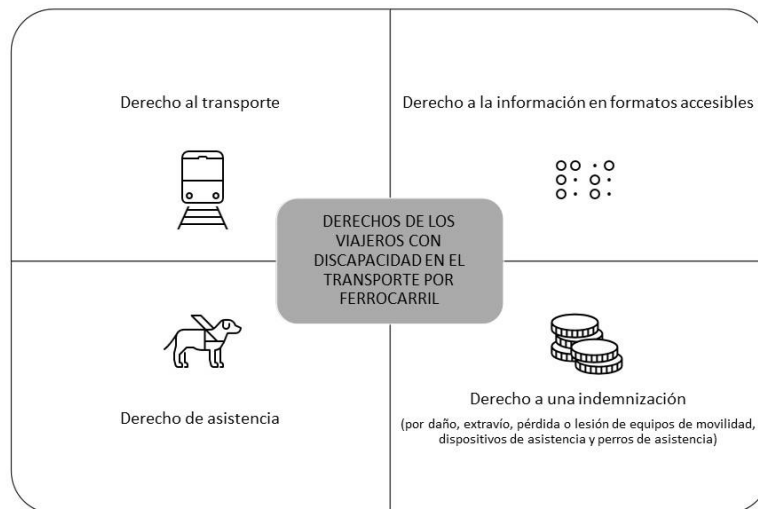 Derecho al transporte
Derecho a la información en formatos accesibles
DERECHOS DE LOS
VIAJEROS CON
DISCAPACIDAD EN EL
TRANSPORTE POR
FERROCARRIL
Derecho de asistencia
Derecho a una indemnización
(por daño, extravío, pérdida o lesión de equipos de movilidad,
dispositivos de asistencia y perros de asistencia)